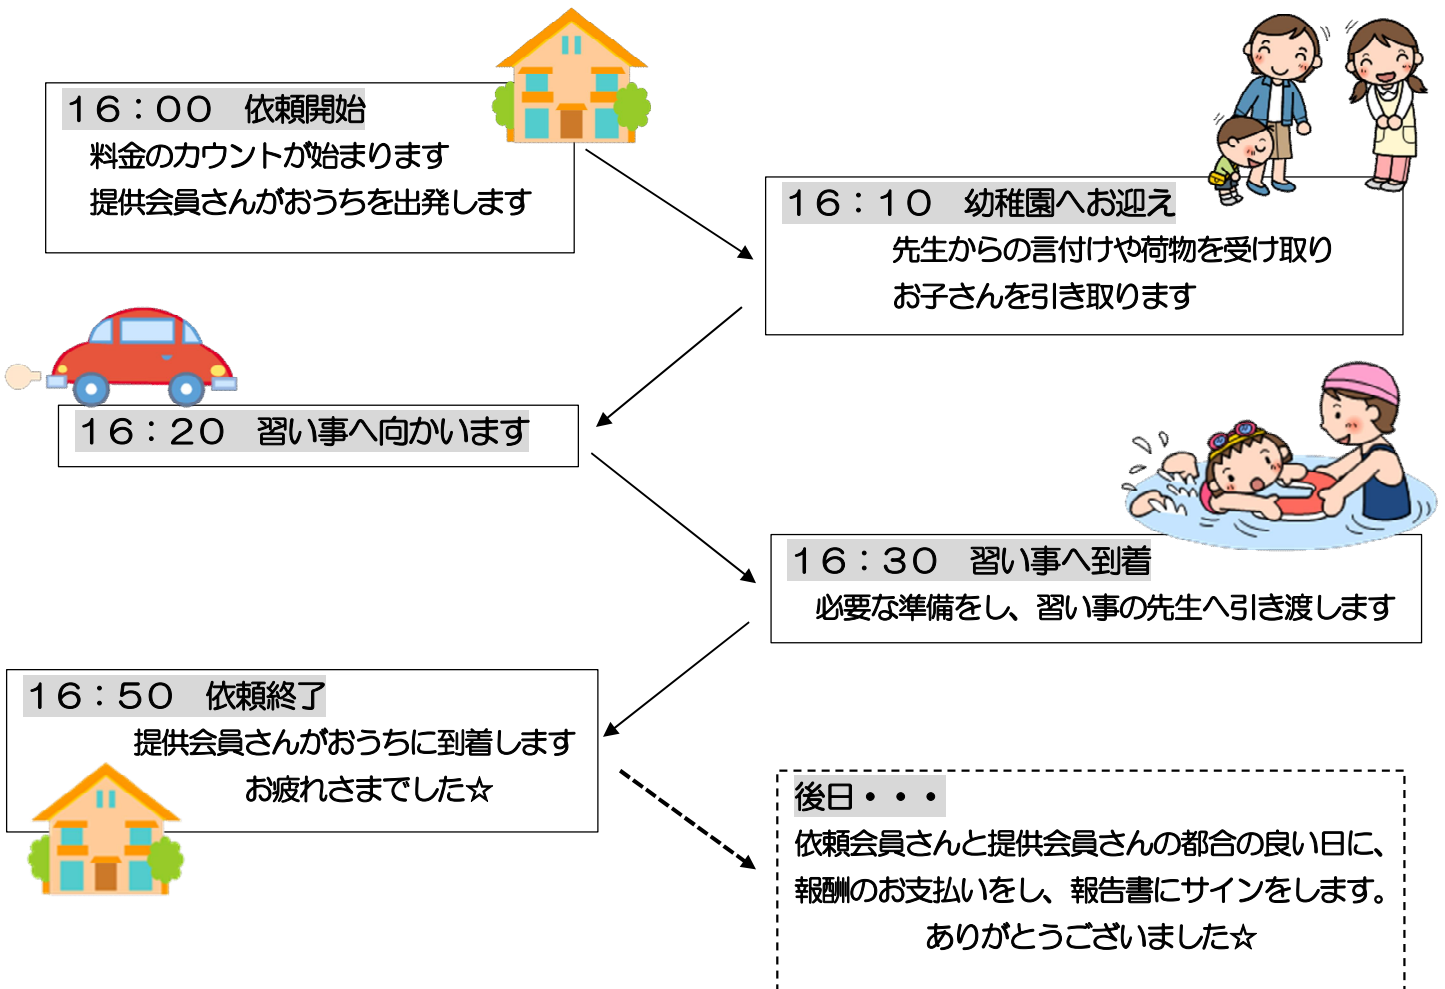 16:00 依頼開始
料金のカウントが始まります
提供会員さんがおうちを出発します
16:10 幼稚園へお迎え
先生からの言付けや荷物を受け取り
お子さんを引き取ります
16:20 習い事へ向かいます
16:30 習い事へ到着
必要な準備をし、習い事の先生へ引き渡します
16:50 依頼終了
提供会員さんがおうちに到着します
お疲れさまでした☆
後日・・・
依頼会員さんと提供会員さんの都合の良い日に、
報酬のお支払いをし、報告書にサインをします。
ありがとうございました☆